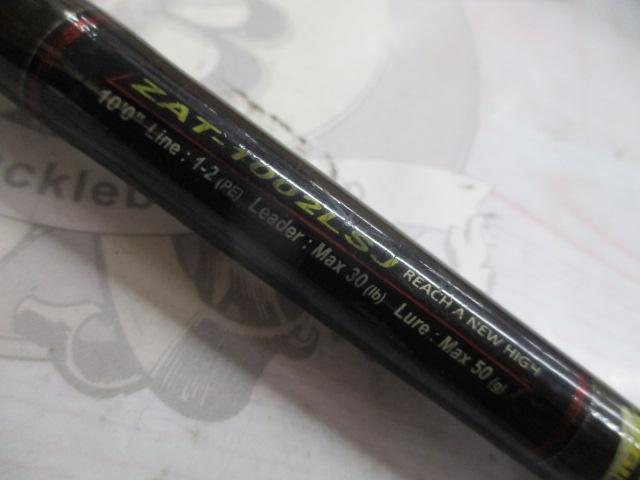 ZAT-1002LSJ REACH A NEW HIGH
10'0" Line : 1-2 (PE) Leader : Max 30 (lb) Lure : Max 50 (g)
ckleb